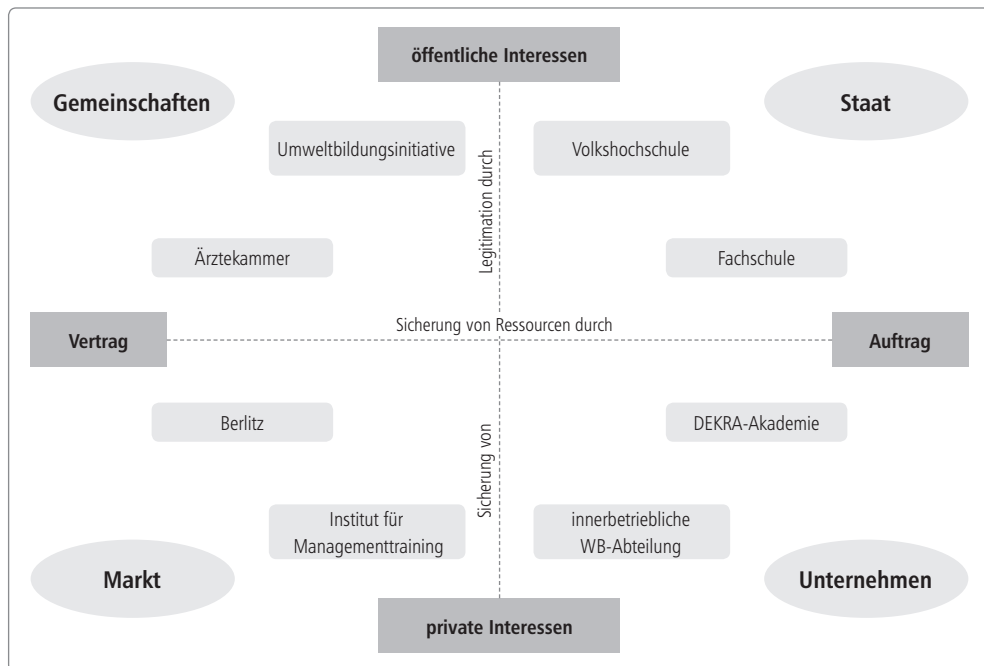 öffentliche Interessen
Gemeinschaften
Staat
Umweltbildungsinitiative
Volkshochschule
Legitimation durch
Ärztekammer
Fachschule
Sicherung von Ressourcen durch
Vertrag
Auftrag
Berlitz
DEKRA-Akademie
Sicherung von
Institut für
Managementtraining
innerbetriebliche
WB-Abteilung
Markt
Unternehmen
private Interessen